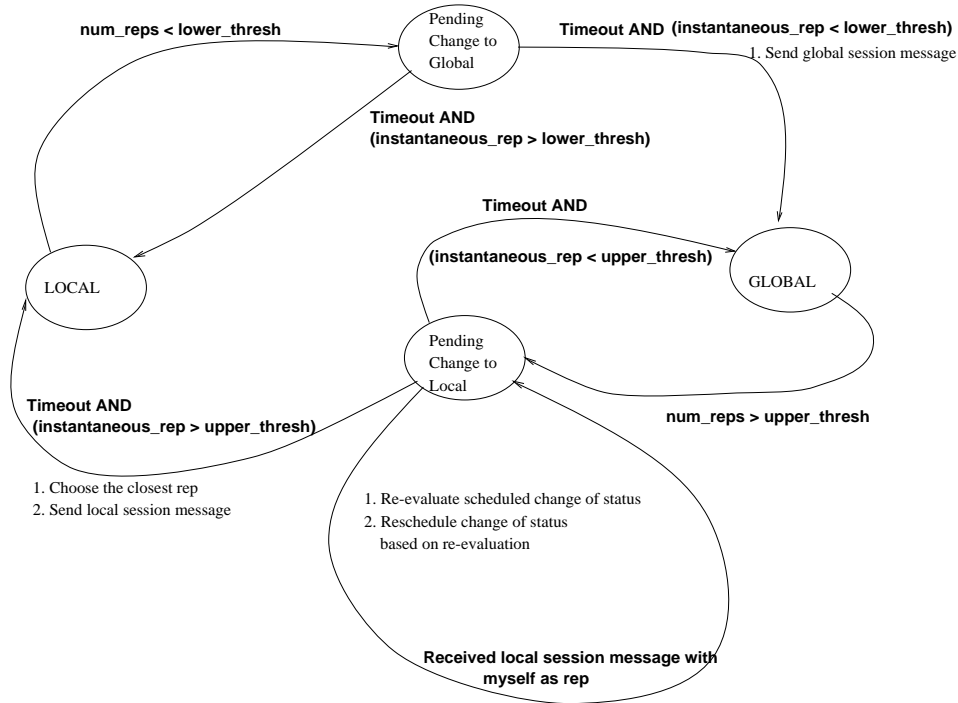 num_reps < lower_thresh
Pending
Change to
Global
Timeout AND (instantaneous_rep < lower_thresh)
1. Send global session message
Timeout AND
(instantaneous_rep > lower_thresh)
Timeout AND
(instantaneous_rep < upper_thresh)
LOCAL
GLOBAL
Pending
Change to
Local
Timeout AND
(instantaneous_rep > upper_thresh)
num_reps > upper_thresh
1. Choose the closest rep
2. Send local session message
1. Re-evaluate scheduled change of status
2. Reschedule change of status
based on re-evaluation
Received local session message with
myself as rep